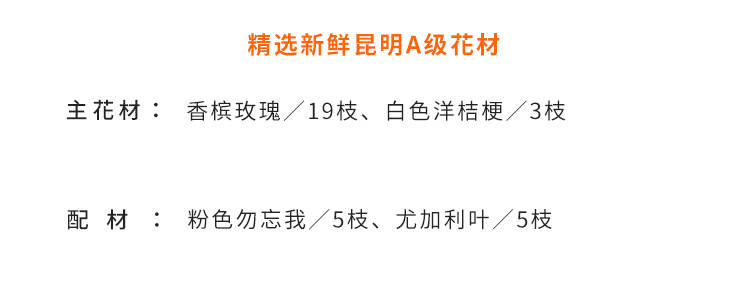 精选新鲜昆明A级花材
主花材： 香槟玫瑰／19枝、白色洋桔梗／3枝
配材： 粉色勿忘我／5枝、尤加利叶／5枝